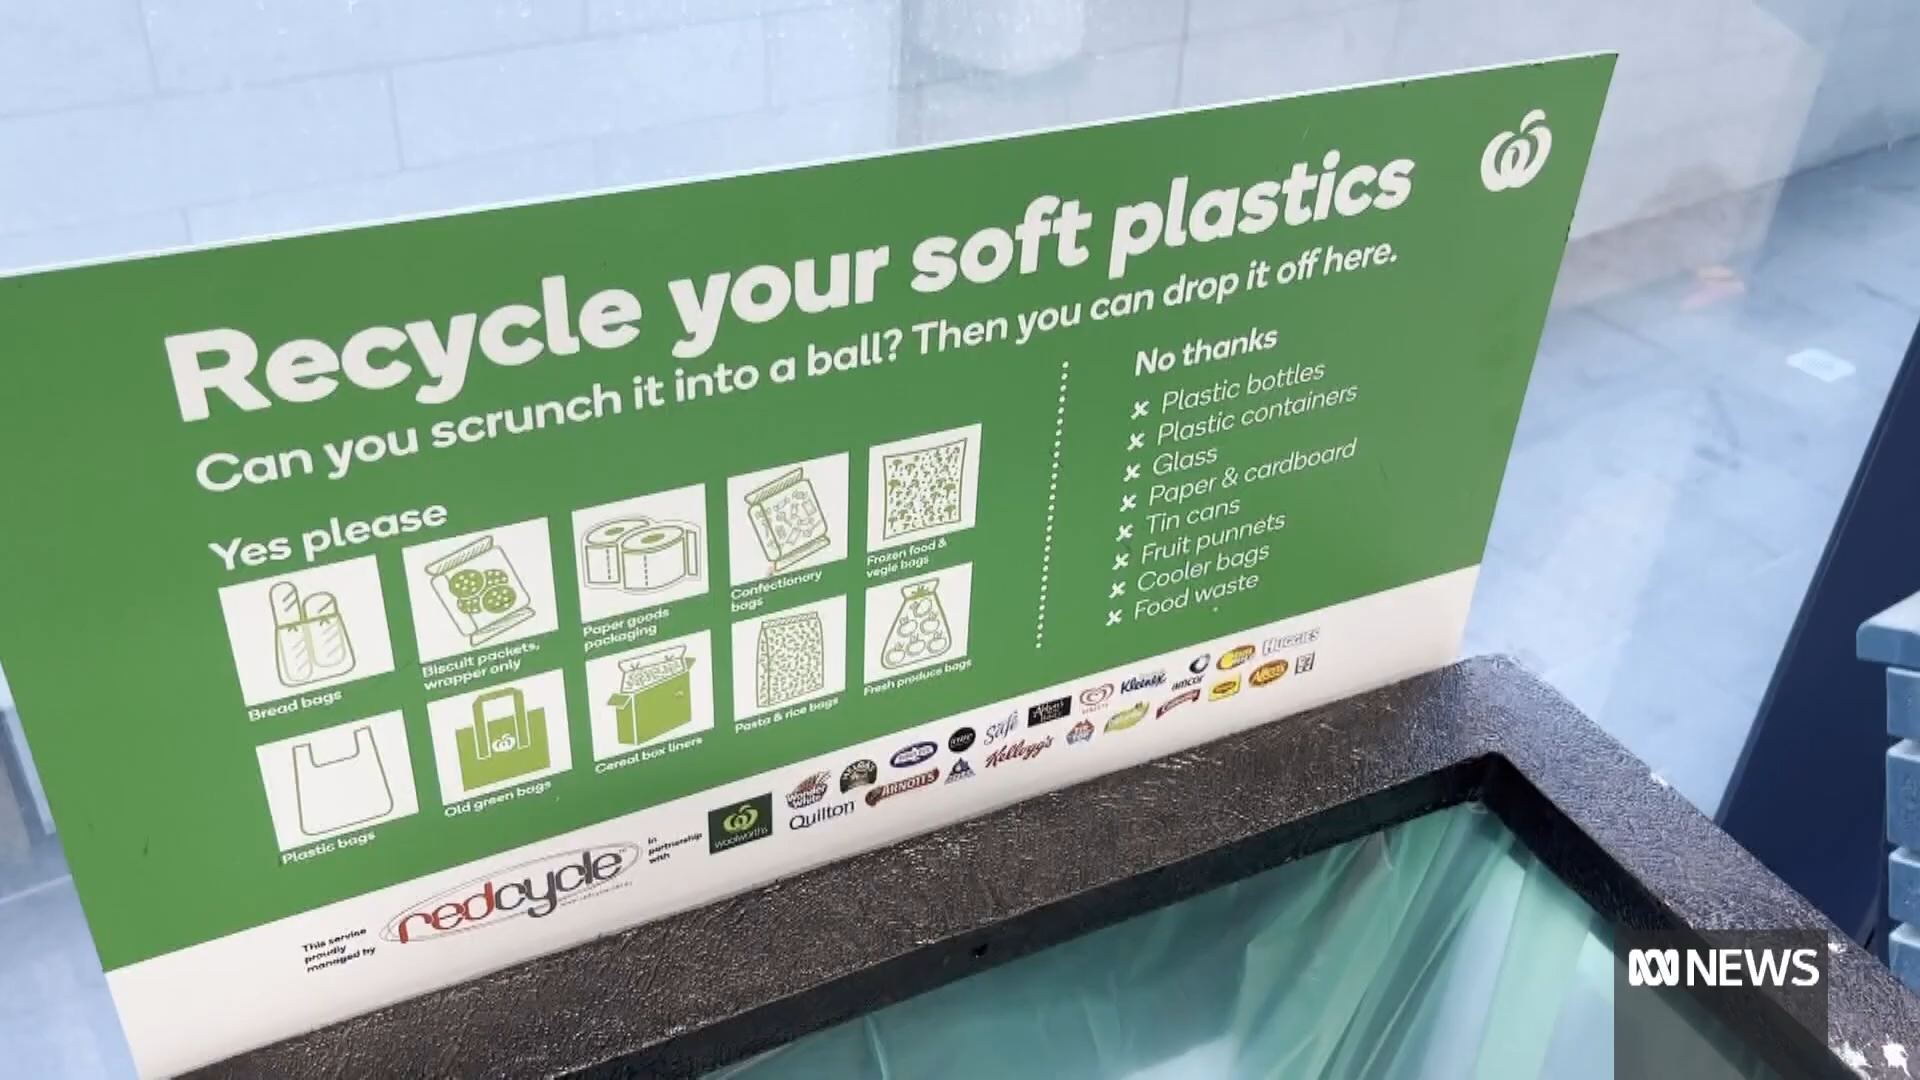 Recycle your soft plastics
Can you scrunch it into a ball? Then you can drop it off here.
Yes please
Bread bags
Biscuit packets,
wrapper only
Paper goods
packaging
Confectionary
bags
Frozen food &
vegie bags
Plastic bags
Old green bags
Cereal box liners
Pasta & rice bags
Fresh produce bags
No thanks
× Plastic bottles
× Plastic containers
× Glass
× Paper & cardboard
× Tin cans
× Fruit punnets
× Cooler bags
× Food waste
This service
proudly
managed by
redcycle
in
partnership
with
Woolworths
Wonder
White
Quilton
ARNOTT'S
Safé
Kellogg's
Kleenex
amcor
HUGGIES
NEWS